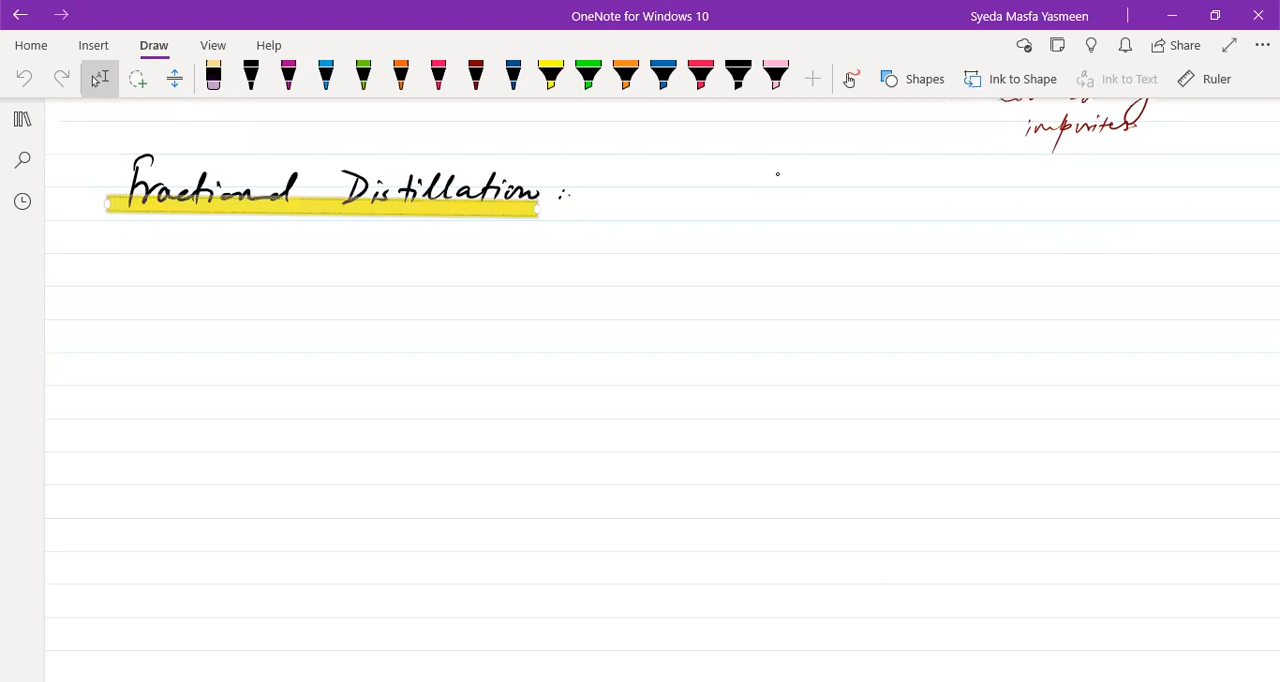 OneNote for Windows 10
Syeda Masfa Yasmeen
Home Insert Draw View Help
Share
Shapes Ink to Shape Ink to Text Ruler
impurites
Fractional Distillation :